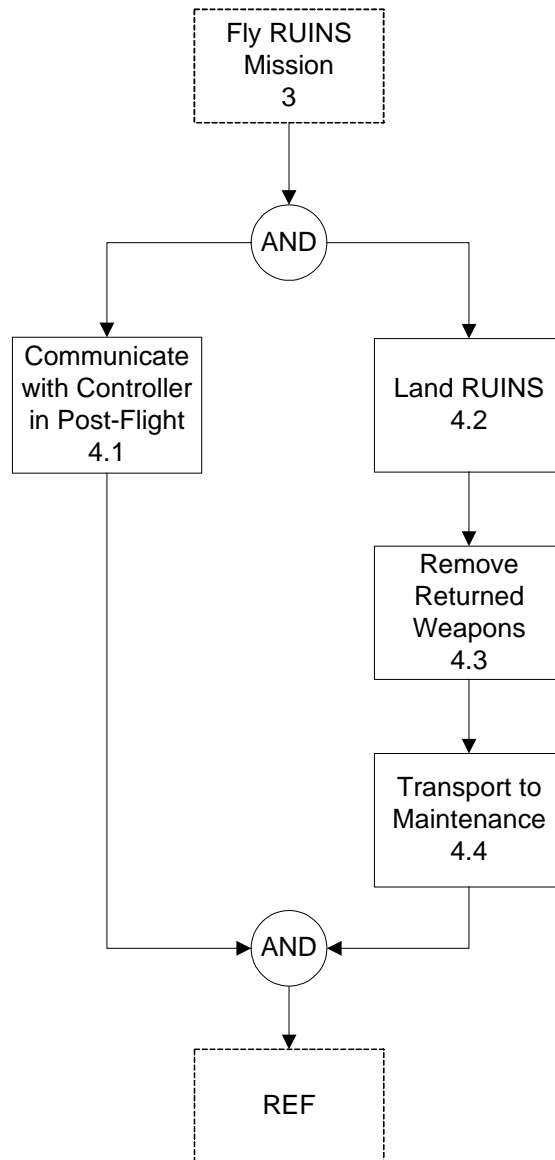 Fly RUINS
Mission
3
AND
Communicate
with Controller
in Post-Flight
4.1
Land RUINS
4.2
Remove
Returned
Weapons
4.3
Transport to
Maintenance
4.4
AND
REF